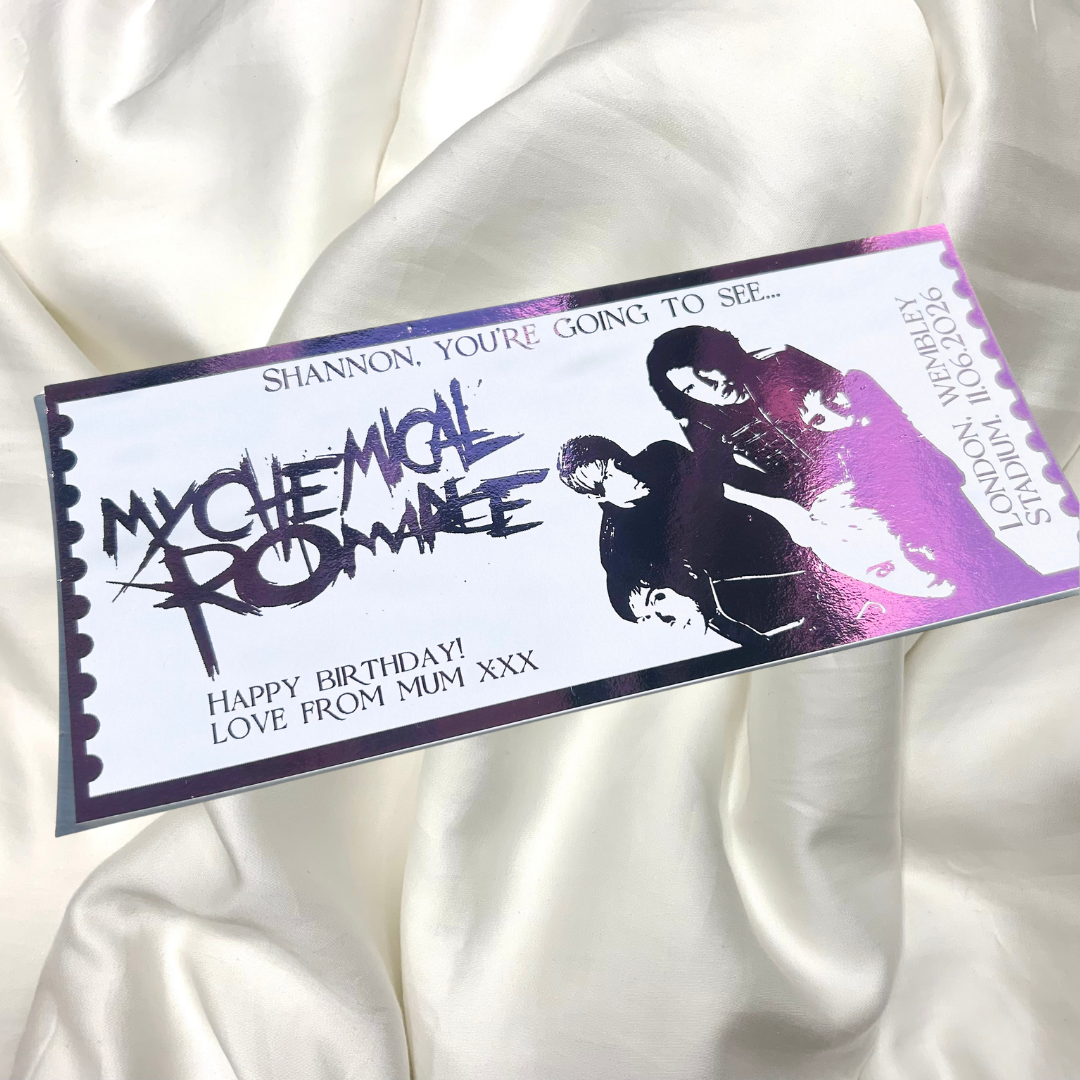 SHANNON, YOU'RE GOING TO SEE...
MY CHEMICAL
ROMANCE
HAPPY BIRTHDAY!
LOVE FROM MUM XXX
LONDON, WEMBLEY
STADIUM, 11.06.2026